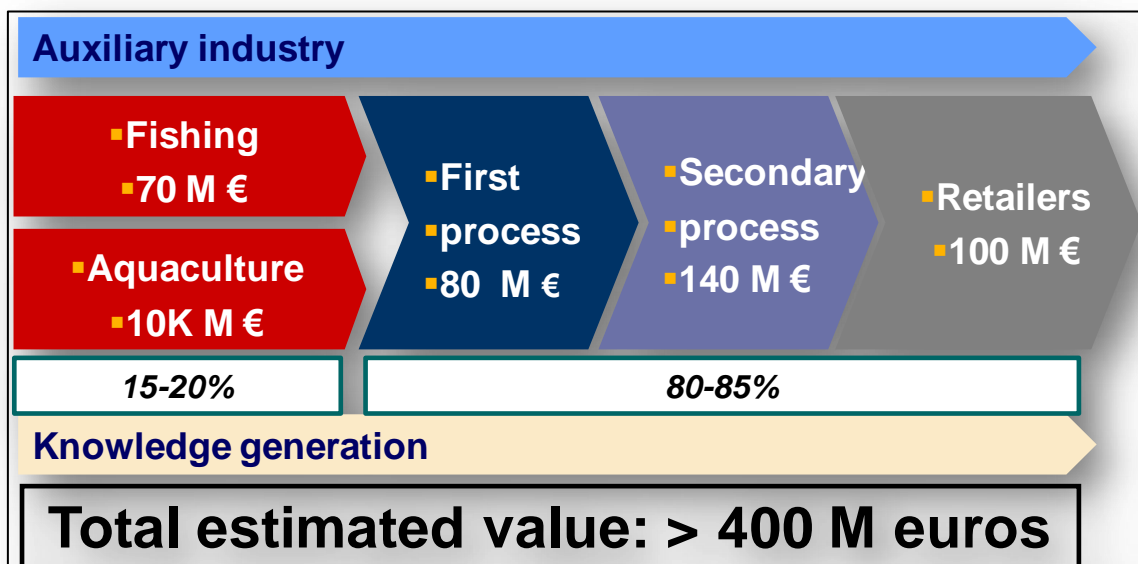 Auxiliary industry
▪Fishing
▪70 M €
▪Aquaculture
▪10K M €
▪First
▪process
▪80 M €
▪Secondary
▪process
▪140 M €
▪Retailers
▪100 M €
15-20%
80-85%
Knowledge generation
Total estimated value: > 400 M euros